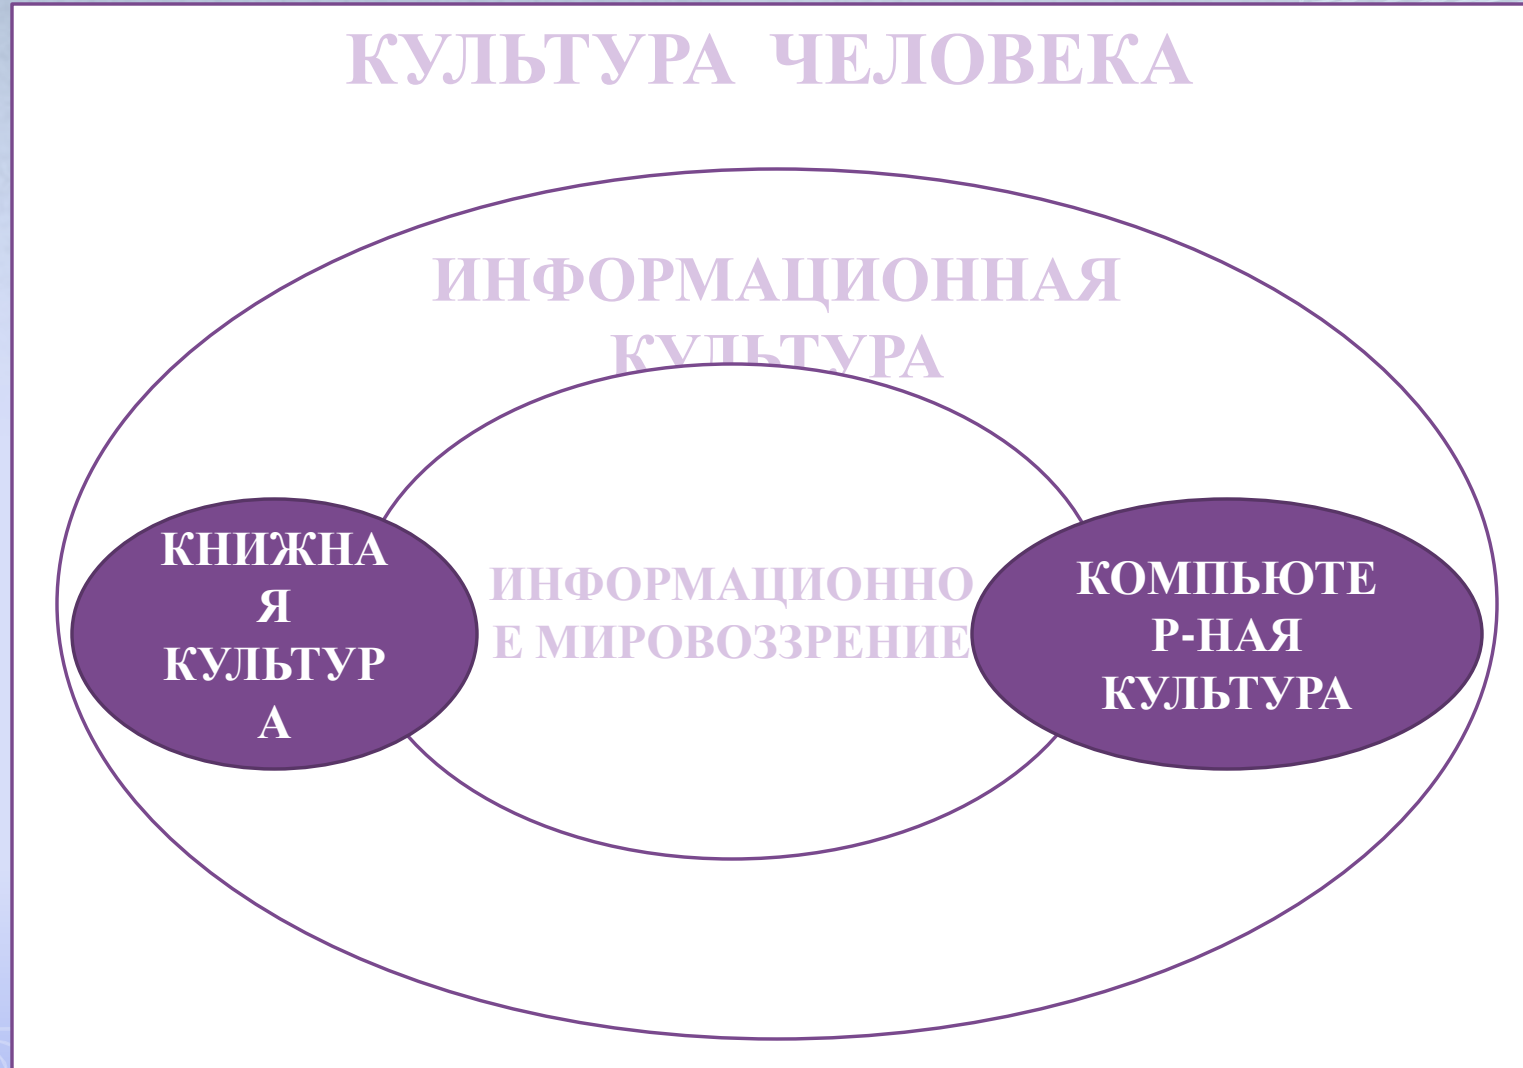 КУЛЬТУРА ЧЕЛОВЕКА
ИНФОРМАЦИОННАЯ
КУЛЬТУРА
КНИЖНА
Я
КУЛЬТУР
А
ИНФОРМАЦИОННО
Е МИРОВОЗЗРЕНИЕ
КОМПЬЮТЕ
Р-НАЯ
КУЛЬТУРА